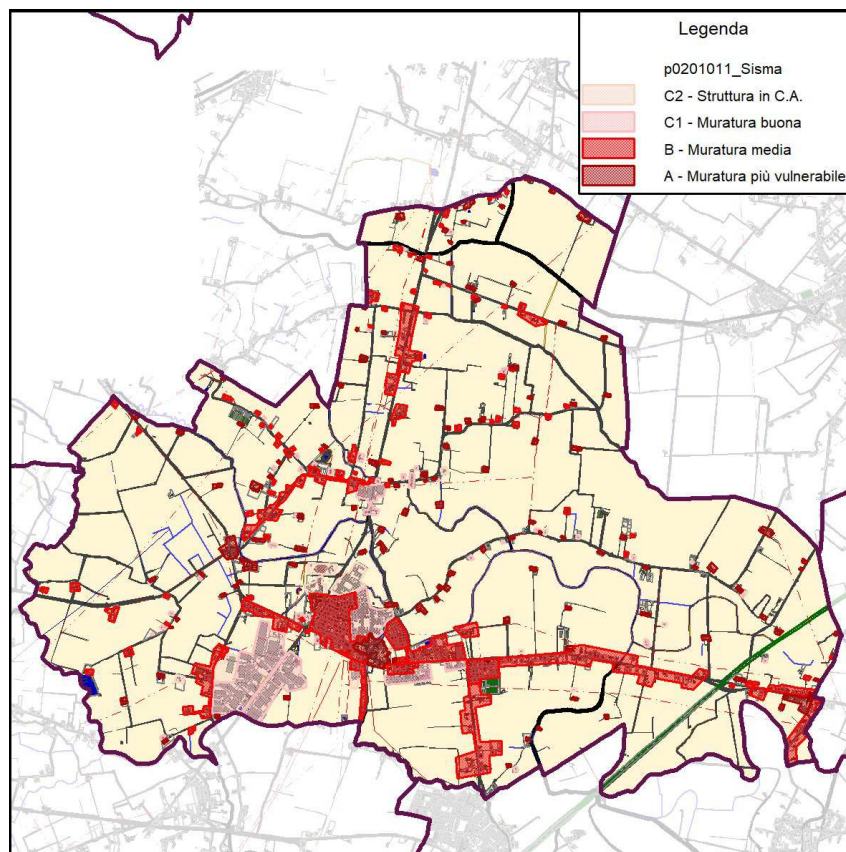 Legenda
p0201011_Sisma
C2 - Struttura in C.A.
C1 - Muratura buona
B - Muratura media
A - Muratura più vulnerabile